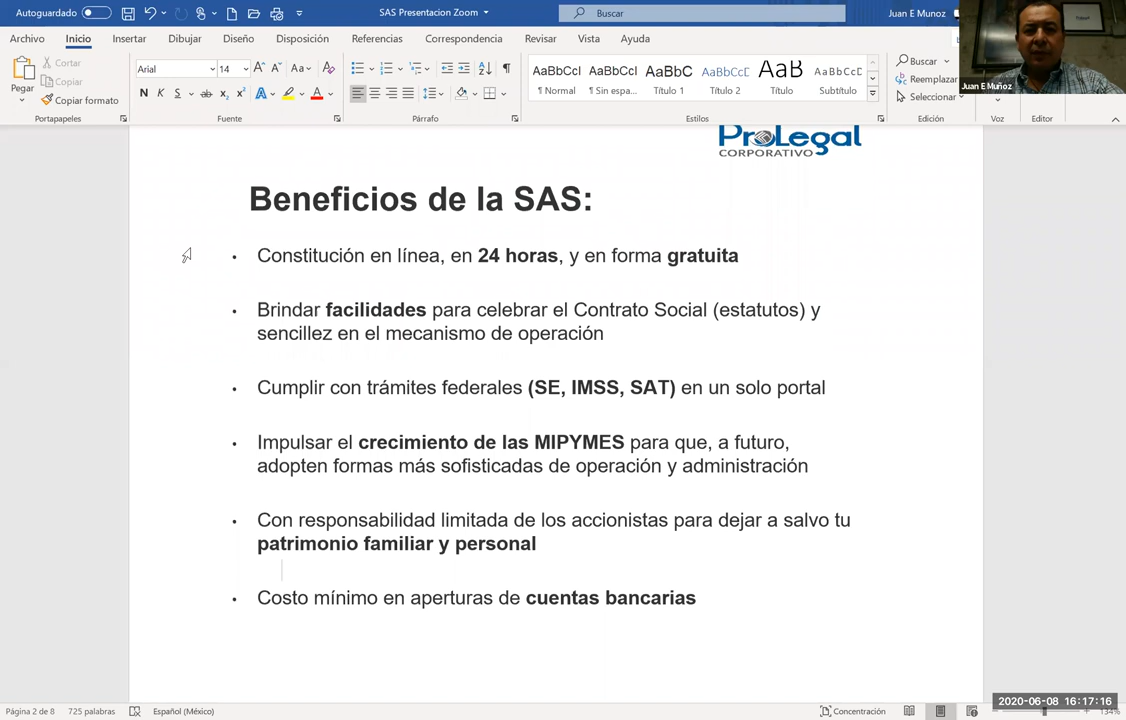 Autoguardado
SAS Presentacion Zoom
Buscar
Juan E Munoz
Archivo Inicio Insertar Dibujar Diseño Disposición Referencias Correspondencia Revisar Vista Ayuda
Pegar
Cortar
Copiar
Copiar formato
Portapapeles
Arial 14
Aa
N K S ab x₂ x² A A
Fuente
Párrafo
AaBbCcI AaBbCcI AaBbC AaBbCcD AaB AaBbCcD
¶ Normal ¶ Sin espa... Título 1 Título 2 Título Subtítulo
Estilos
Buscar
Reemplazar
Seleccionar
Edición
Voz
Editor
Juan E Muñoz
ProLegal
CORPORATIVO
Beneficios de la SAS:
• Constitución en línea, en 24 horas, y en forma gratuita
• Brindar facilidades para celebrar el Contrato Social (estatutos) y
sencillez en el mecanismo de operación
• Cumplir con trámites federales (SE, IMSS, SAT) en un solo portal
• Impulsar el crecimiento de las MIPYMES para que, a futuro,
adopten formas más sofisticadas de operación y administración
• Con responsabilidad limitada de los accionistas para dejar a salvo tu
patrimonio familiar y personal
• Costo mínimo en aperturas de cuentas bancarias
Página 2 de 8 725 palabras Español (México)
Concentración
2020-06-08 16:17:16
134%